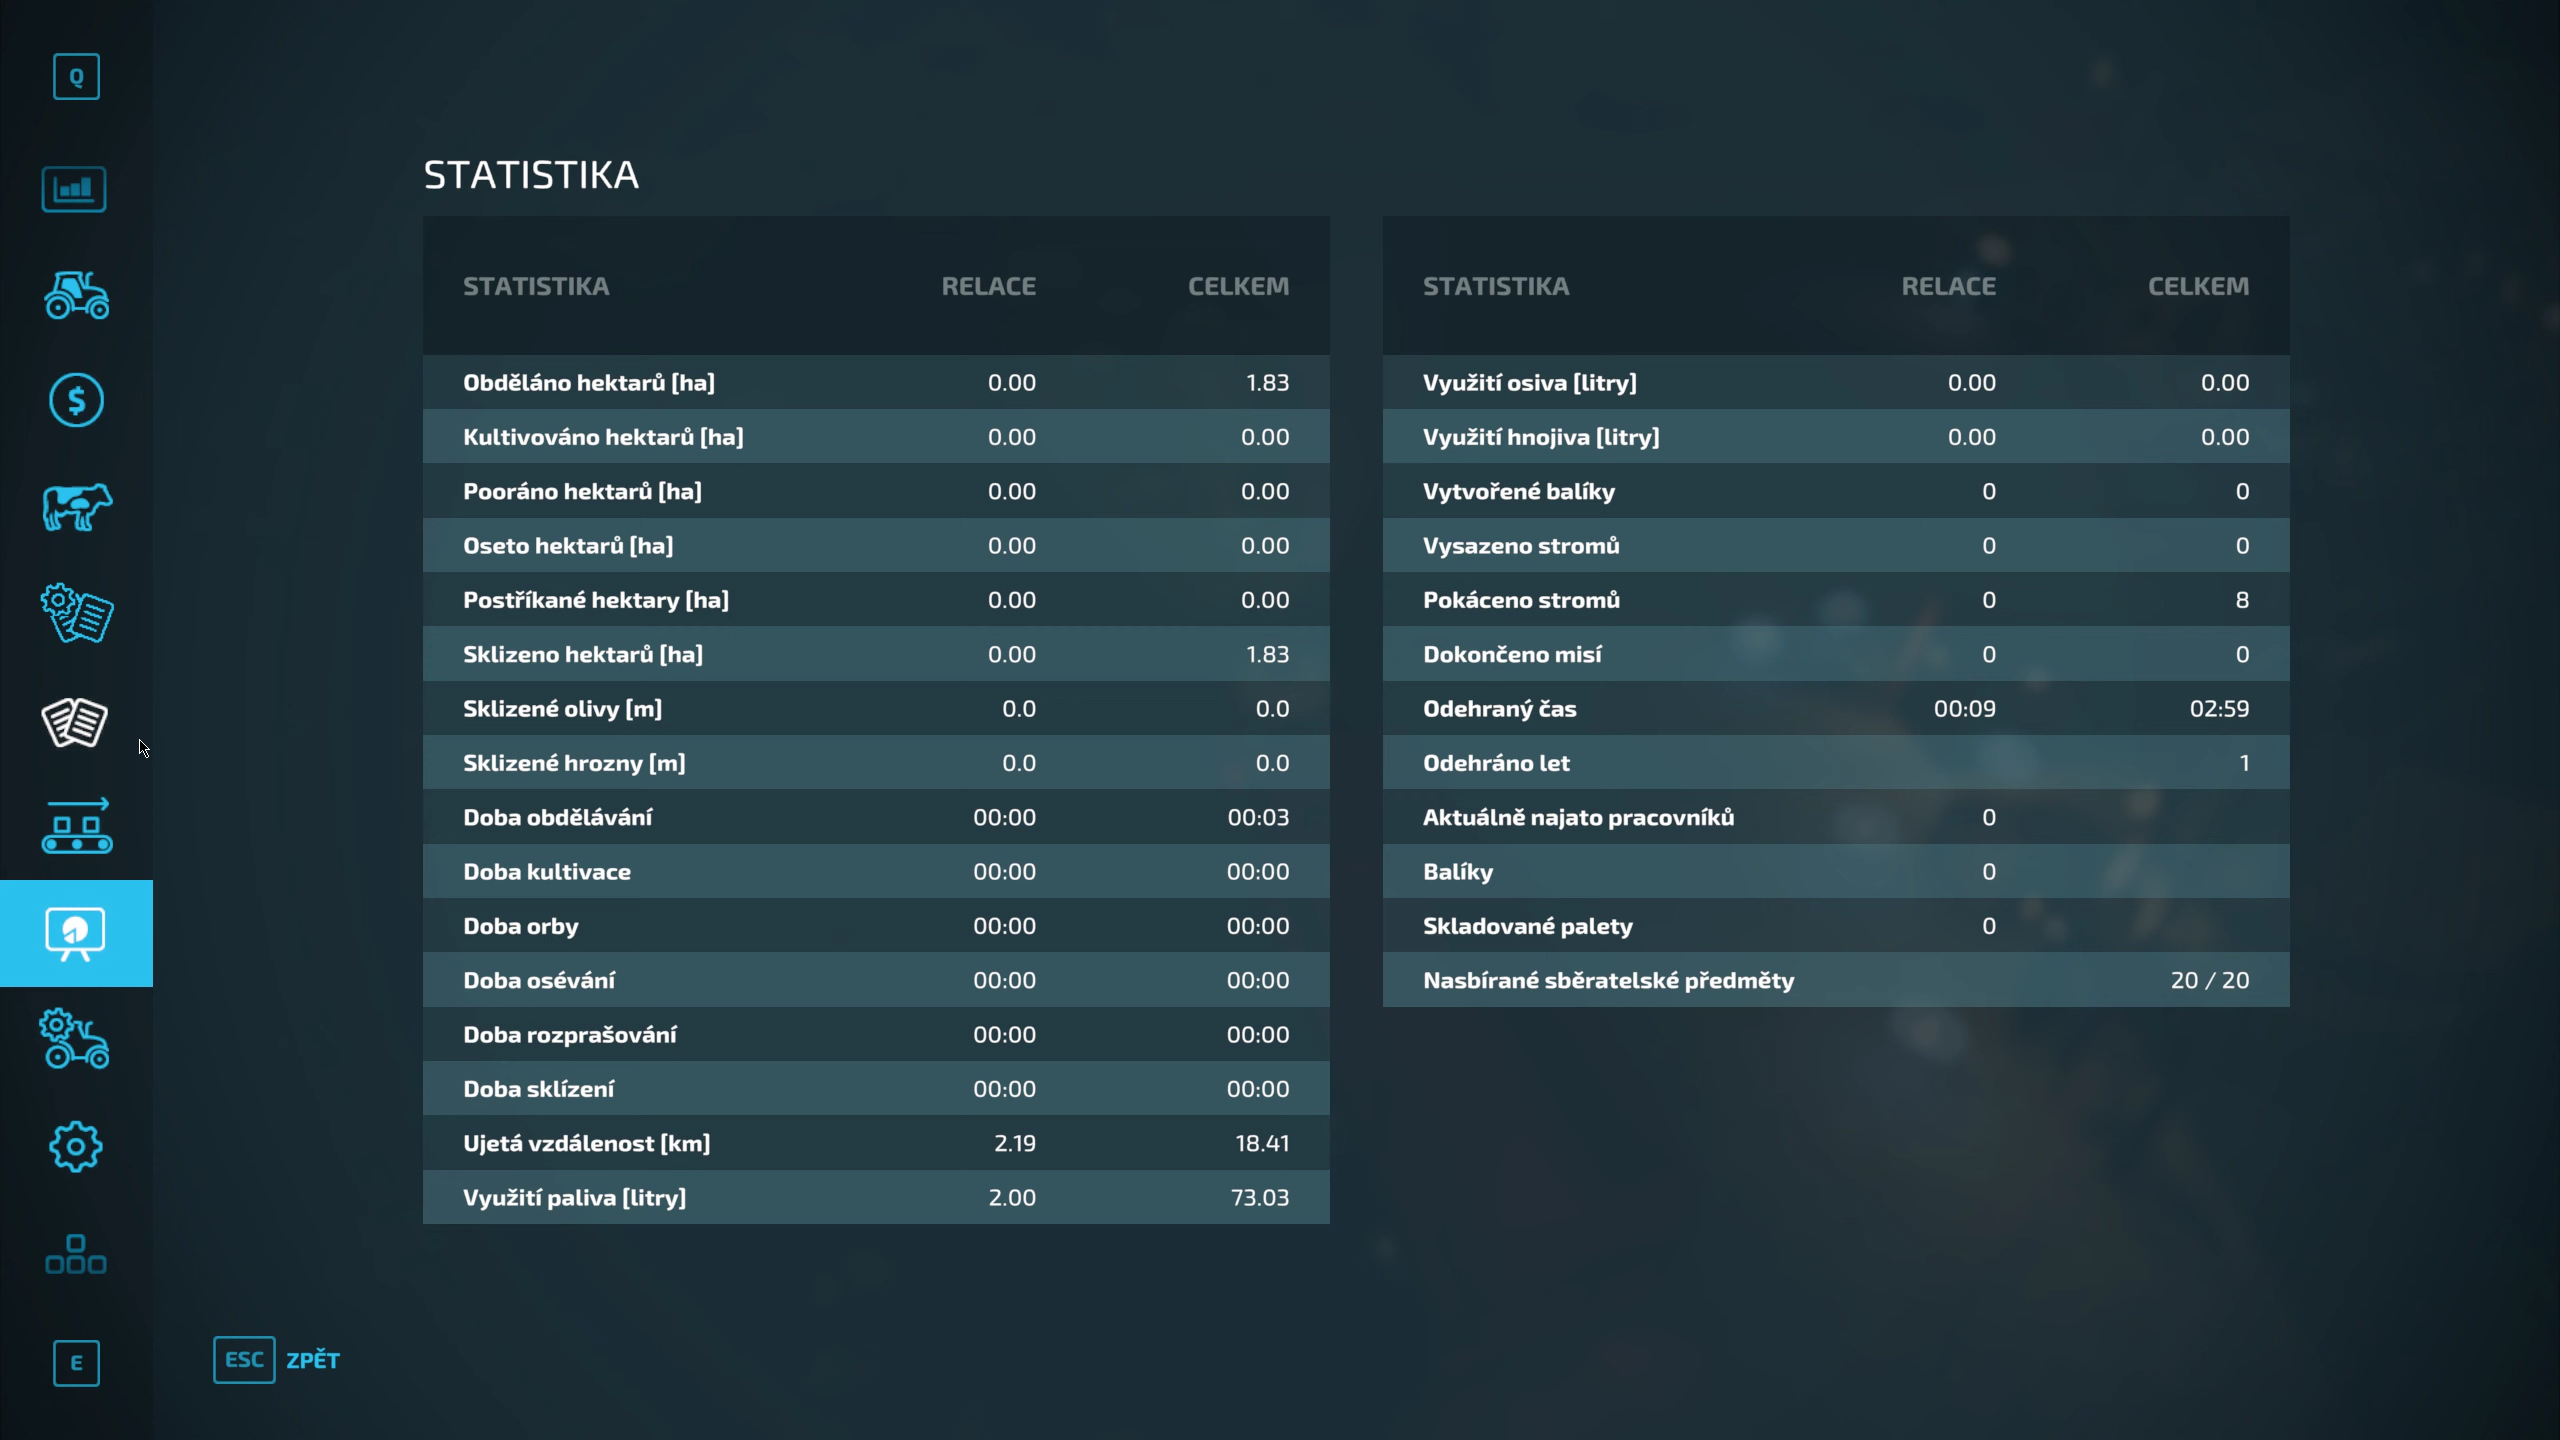 Q
STATISTIKA
STATISTIKA RELACE CELKEM
Obděláno hektarů [ha] 0.00 1.83
Kultivováno hektarů [ha] 0.00 0.00
Pooráno hektarů [ha] 0.00 0.00
Oseto hektarů [ha] 0.00 0.00
Postříkané hektary [ha] 0.00 0.00
Sklizeno hektarů [ha] 0.00 1.83
Sklizené olivy [m] 0.0 0.0
Sklizené hrozny [m] 0.0 0.0
Doba obdělávání 00:00 00:03
Doba kultivace 00:00 00:00
Doba orby 00:00 00:00
Doba osévání 00:00 00:00
Doba rozprašování 00:00 00:00
Doba sklízení 00:00 00:00
Ujetá vzdálenost [km] 2.19 18.41
Využití paliva [litry] 2.00 73.03
STATISTIKA RELACE CELKEM
Využití osiva [litry] 0.00 0.00
Využití hnojiva [litry] 0.00 0.00
Vytvořené balíky 0 0
Vysazeno stromů 0 0
Pokáceno stromů 0 8
Dokončeno misí 0 0
Odehraný čas 00:09 02:59
Odehráno let 1
Aktuálně najato pracovníků 0
Balíky 0
Skladované palety 0
Nasbírané sběratelské předměty 20 / 20
E
ESC ZPĚT